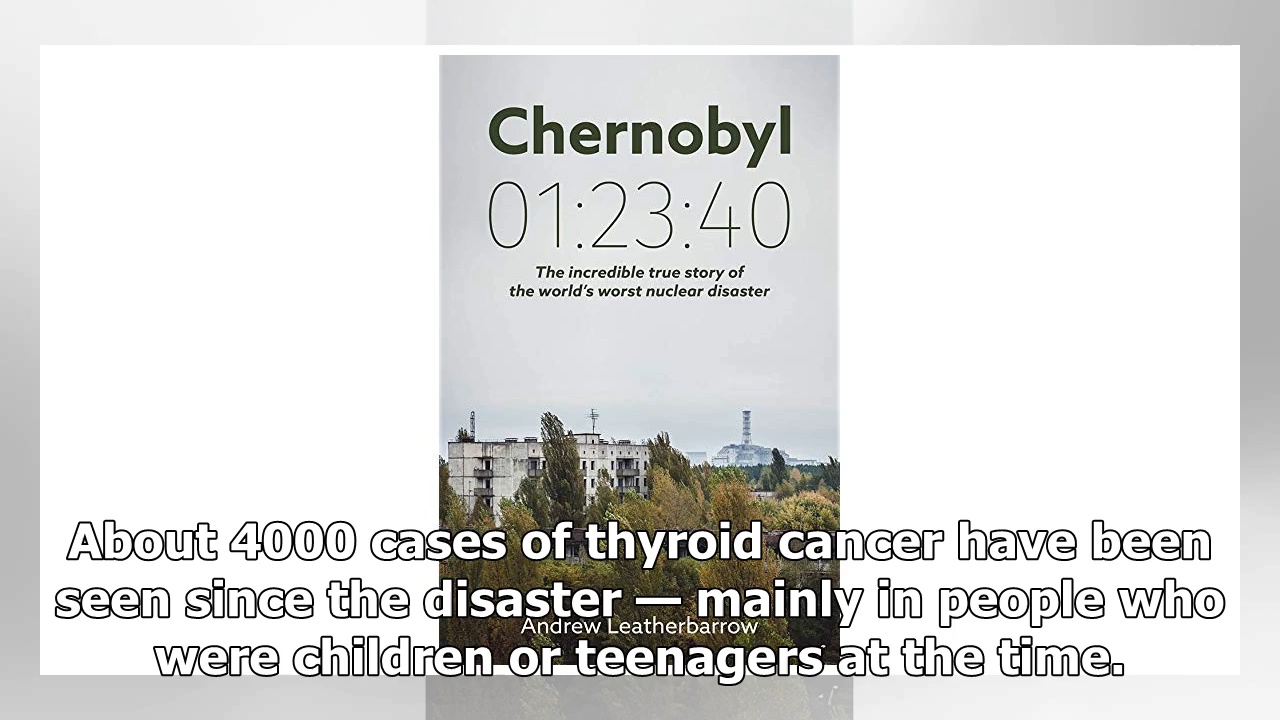 Chernobyl
01:23:40
The incredible true story of
the world's worst nuclear disaster
About 4000 cases of thyroid cancer have been
seen since the disaster — mainly in people who
Andrew Leatherbarrow
were children or teenagers at the time.